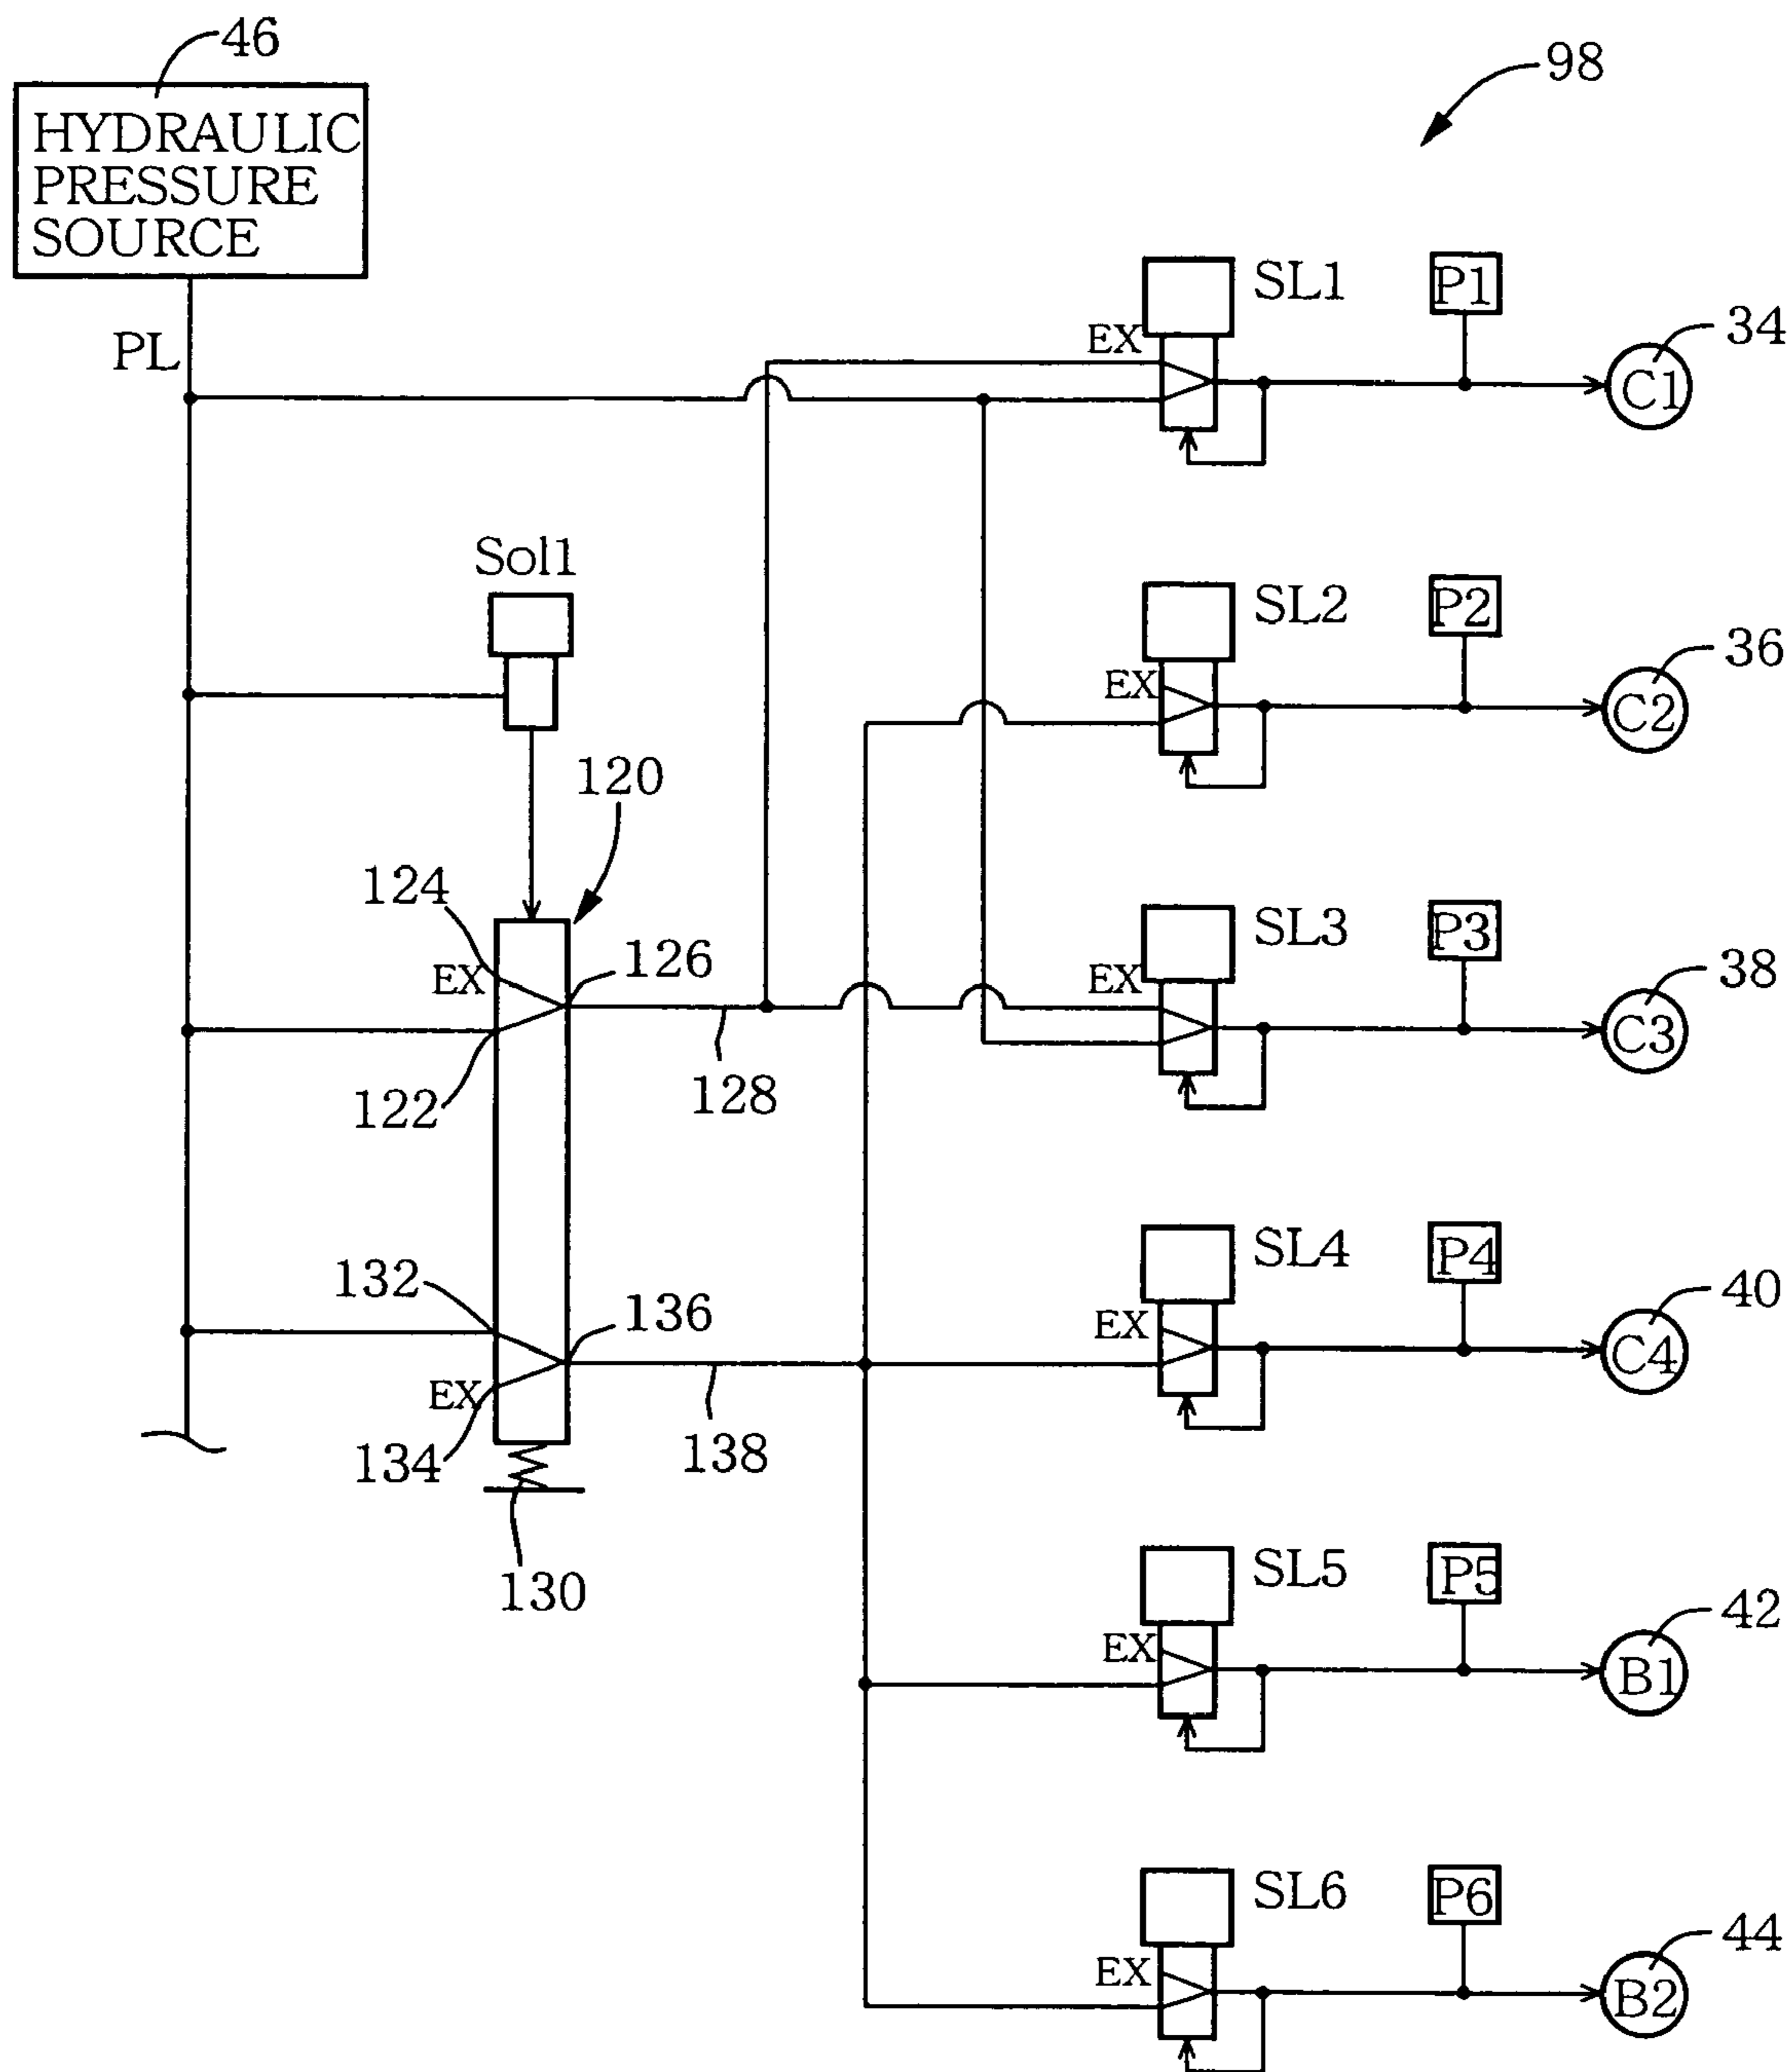 46
98
HYDRAULIC
PRESSURE
SOURCE
PL
SL1
P1
EX
34
C1
Sol1
SL2
P2
EX
36
C2
120
124
EX
126
SL3
P3
EX
38
C3
122
128
132
136
SL4
P4
EX
40
C4
EX
134
138
130
SL5
P5
EX
42
B1
SL6
P6
EX
44
B2